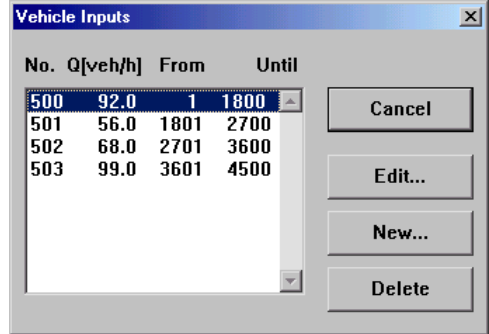 Vehicle Inputs
No. Q[veh/h] From Until
500 92.0 1 1800
501 56.0 1801 2700
502 68.0 2701 3600
503 99.0 3601 4500
Cancel
Edit...
New...
Delete